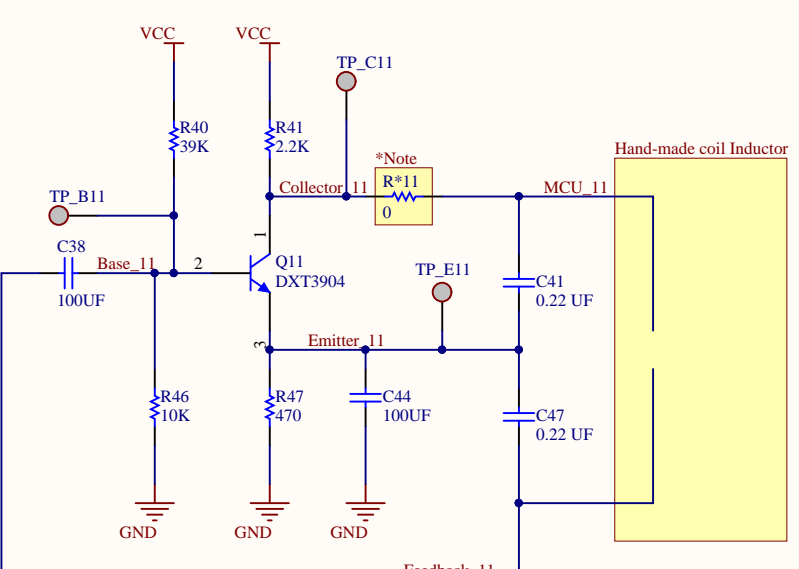 VCC
VCC
TP_C11
R40
39K
R41
2.2K
Hand-made coil Inductor
*Note
R*11
0
Collector_11
MCU_11
TP_B11
1
C38
Base_11
2
100UF
Q11
DXT3904
TP_E11
C41
0.22 UF
3
Emitter_11
R46
10K
R47
470
C44
100UF
C47
0.22 UF
GND
GND
GND
Feedback_11